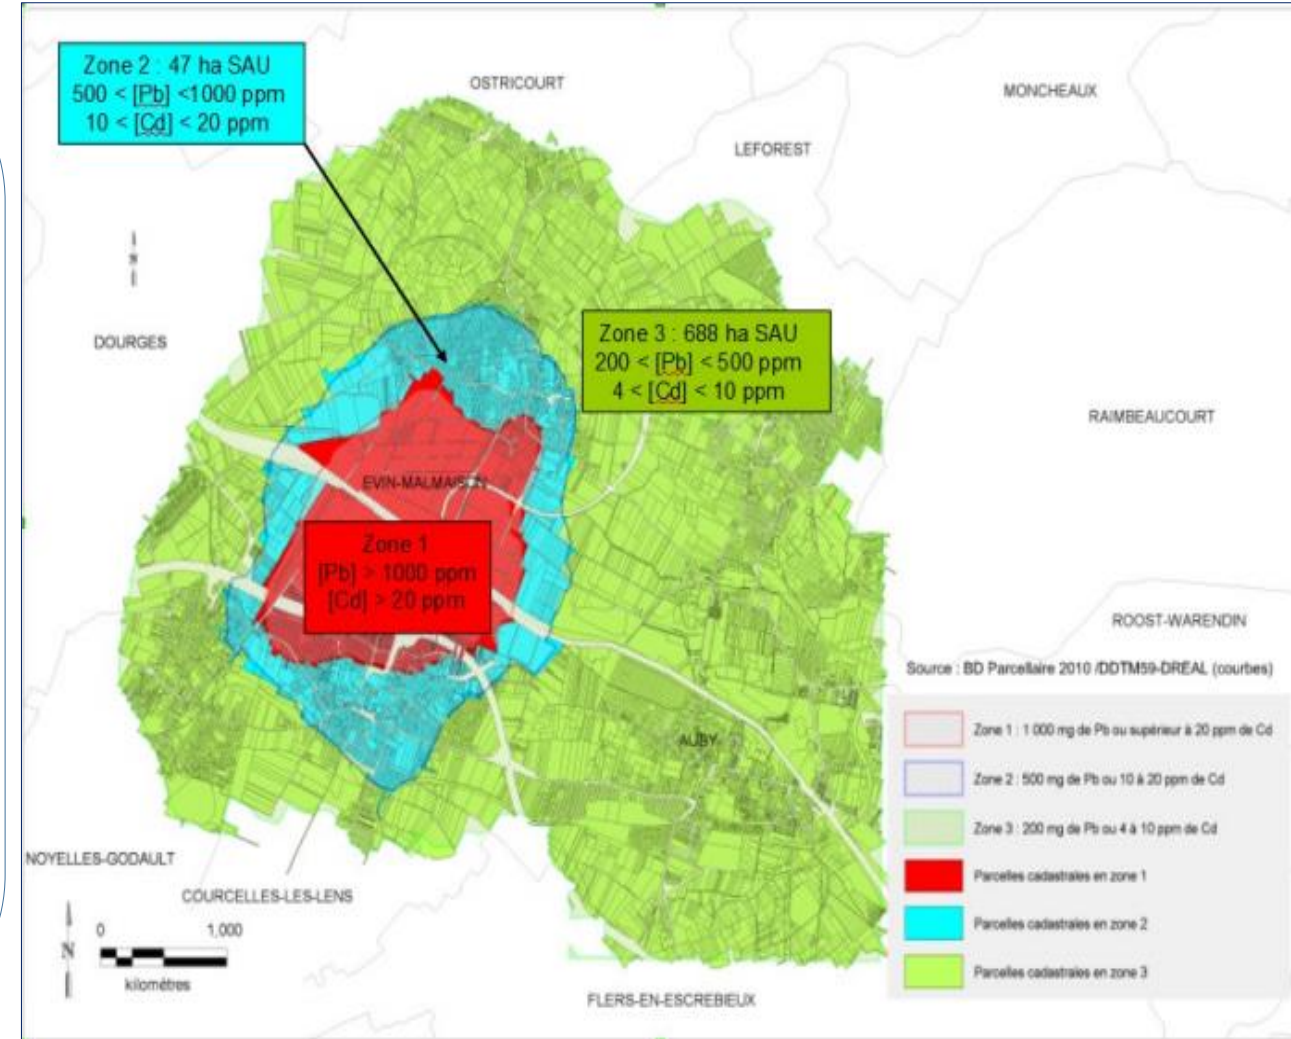 Zone 2 : 47 ha SAU
500 < [Pb] <1000 ppm
10 < [Cd] < 20 ppm
OSTRICOURT
MONCHEAUX
LEFOREST
N
DOURGES
Zone 3 : 688 ha SAU
200 < [Pb] < 500 ppm
4 < [Cd] < 10 ppm
RAIMBEAUCOURT
EVIN-MALMAISON
Zone 1
[Pb] > 1000 ppm
[Cd] > 20 ppm
ROOST-WARENDIN
Source : BD Parcellaire 2010 /DDTM59-DREAL (courbes)
Zone 1 : 1 000 mg de Pb ou supérieur à 20 ppm de Cd
Zone 2 : 500 mg de Pb ou 10 à 20 ppm de Cd
Zone 3 : 200 mg de Pb ou 4 à 10 ppm de Cd
Parcelles cadastrales en zone 1
Parcelles cadastrales en zone 2
Parcelles cadastrales en zone 3
AUBY
NOYELLES-GODAULT
COURCELLES-LES-LENS
N
0 1,000
kilomètres
FLERS-EN-ESCREBIEUX